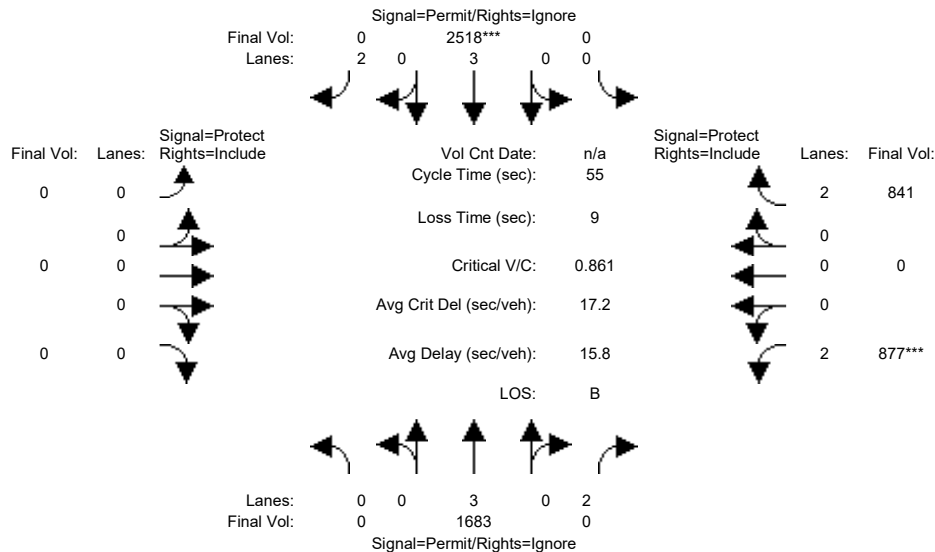 Signal=Permit/Rights=Ignore
Final Vol: 0 2518*** 0
Lanes: 2 0 3 0 0
Signal=Protect Signal=Protect
Final Vol: Lanes: Rights=Include Vol Cnt Date: n/a Rights=Include Lanes: Final Vol:
Cycle Time (sec): 55
0 0 2 841
Loss Time (sec): 9
0 0
0 0 Critical V/C: 0.861 0 0
0 Avg Crit Del (sec/veh): 17.2 0
0 0 Avg Delay (sec/veh): 15.8 2 877***
LOS: B
Lanes: 0 0 3 0 2
Final Vol: 0 1683 0
Signal=Permit/Rights=Ignore